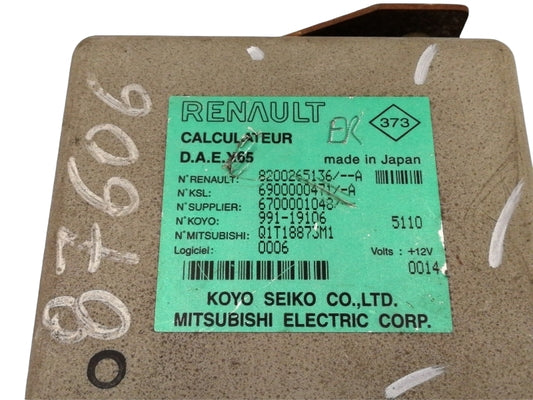 87606
RENAULT
ER
373
CALCULATEUR
D.A.E.X65
made in Japan
N°RENAULT: 8200265136/--A
N°KSL: 6900000471/-A
N°SUPPLIER: 6700001048
N°KOYO: 991-19106 5110
N°MITSUBISHI: Q1T18873M1
Logiciel: 0006 Volts : +12V
0014
KOYO SEIKO CO.,LTD.
MITSUBISHI ELECTRIC CORP.